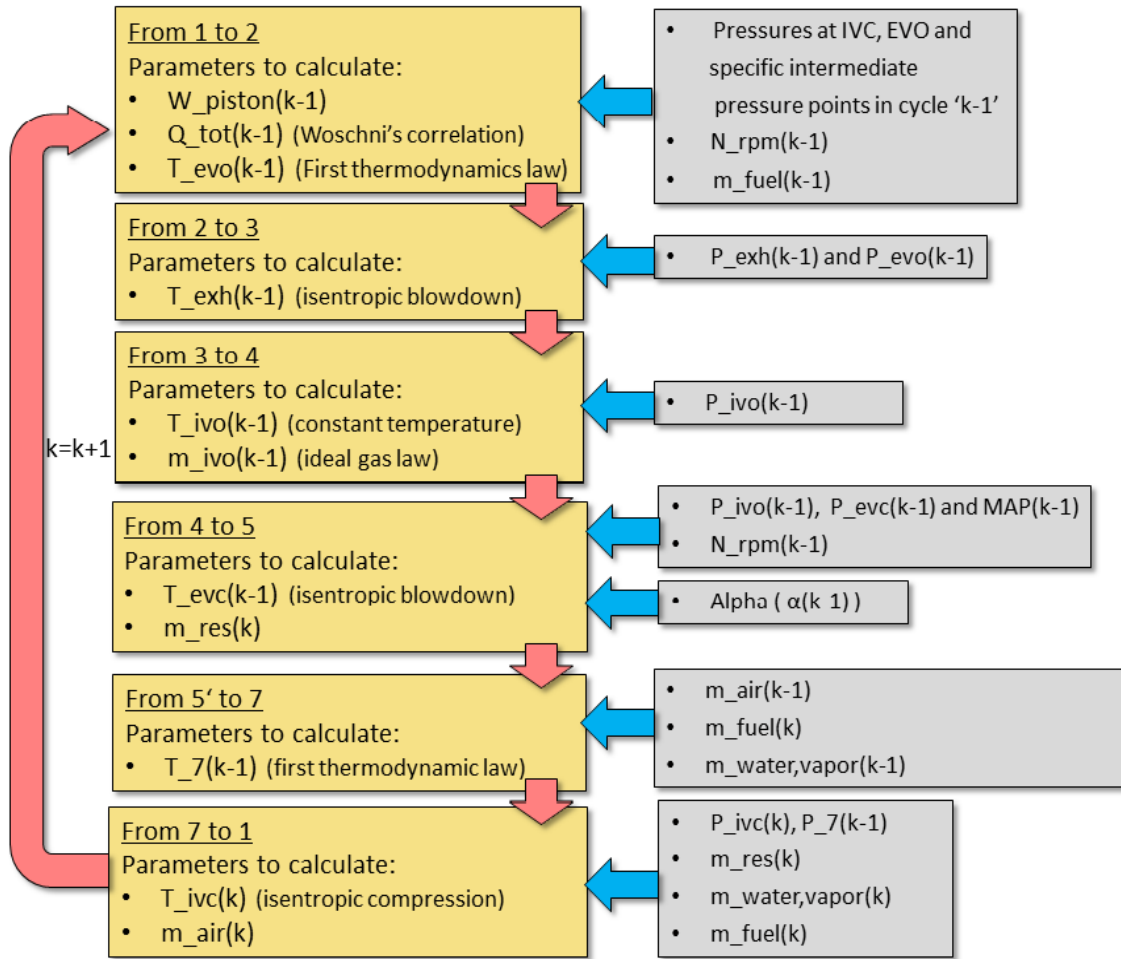 From 1 to 2
Parameters to calculate:
• W_piston(k-1)
• Q_tot(k-1) (Woschni's correlation)
• T_evo(k-1) (First thermodynamics law)
• Pressures at IVC, EVO and
specific intermediate
pressure points in cycle 'k-1'
• N_rpm(k-1)
• m_fuel(k-1)
From 2 to 3
Parameters to calculate:
• T_exh(k-1) (isentropic blowdown)
• P_exh(k-1) and P_evo(k-1)
From 3 to 4
Parameters to calculate:
• T_ivo(k-1) (constant temperature)
• m_ivo(k-1) (ideal gas law)
• P_ivo(k-1)
k=k+1
From 4 to 5
Parameters to calculate:
• T_evc(k-1) (isentropic blowdown)
• m_res(k)
• P_ivo(k-1), P_evc(k-1) and MAP(k-1)
• N_rpm(k-1)
• Alpha ( α(k 1) )
From 5‘ to 7
Parameters to calculate:
• T_7(k-1) (first thermodynamic law)
• m_air(k-1)
• m_fuel(k)
• m_water,vapor(k-1)
From 7 to 1
Parameters to calculate:
• T_ivc(k) (isentropic compression)
• m_air(k)
• P_ivc(k), P_7(k-1)
• m_res(k)
• m_water,vapor(k)
• m_fuel(k)